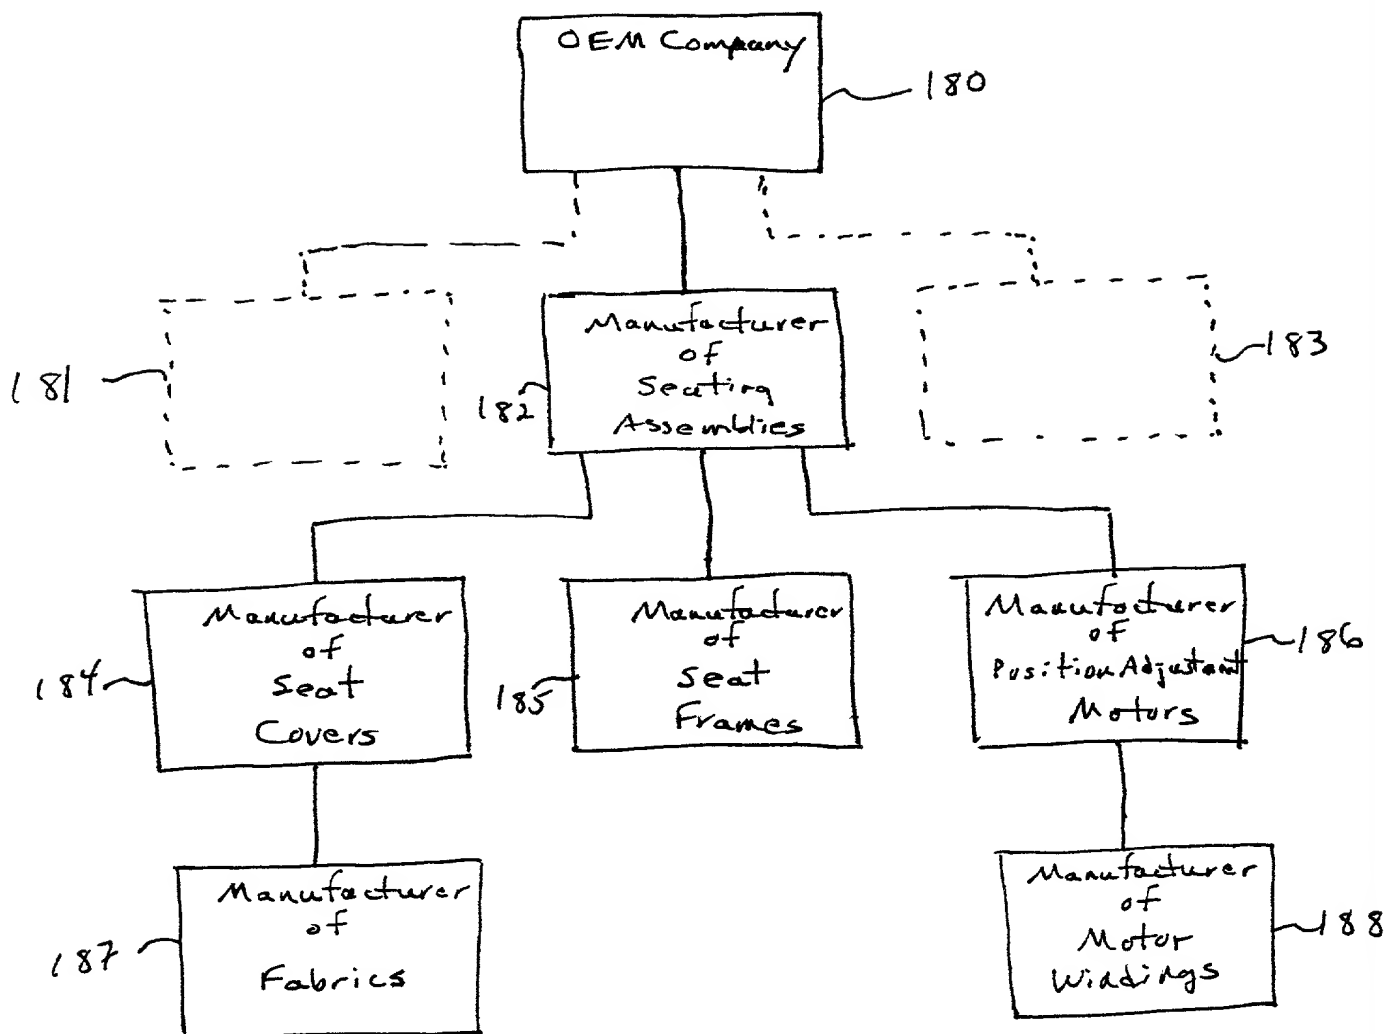 OEM Company
180
181
182
Manufacturer
of
Seating
Assemblies
183
184
Manufacturer
of
Seat
Covers
185
Manufacturer
of
Seat
Frames
Manufacturer
of
Position Adjustant
Motors
186
187
Manufacturer
of
Fabrics
Manufacturer
of
Motor
Windings
188